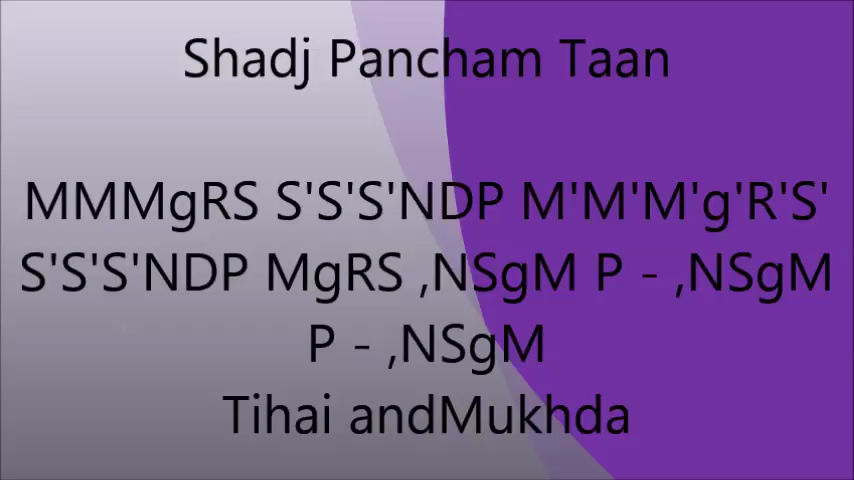 Shadj Pancham Taan
MMMgRS S'S'S'NDP M'M'M'g'R'S'
S'S'S'NDP MgRS ,NSgM P - ,NSgM
P - ,NSgM
Tihai andMukhda